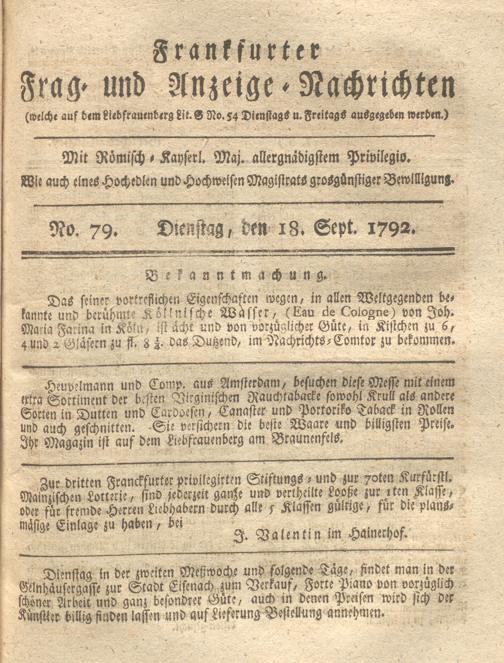 Frankfurter
Frag- und Anzeige-Nachrichten
(welche auf dem Liebfrauenberg Lit. G No. 54 Dienstags u. Freitags ausgegeben werden.)
Mit Römisch-Kayserl. Maj. allergnädigstem Privilegio.
Wie auch eines Hochedlen und Hochweisen Magistrats grosgünstiger Bewilligung.
No. 79. Dienstag, den 18. Sept. 1792.
Bekanntmachung.
Das seiner vortreflichen Eigenschaften wegen, in allen Weltgegenden be-
kannte und berühmte Köllnische Wasser, (Eau de Cologne) von Joh.
Maria Farina in Köln, ist ächt und von vorzüglicher Güte, in Kistchen zu 6,
4 und 2 Gläsern zu fl. 8 ½. das Dutzend, im Nachrichts-Comtor zu bekommen.
Heuvelmann und Comp. aus Amsterdam, besuchen diese Messe mit einem
extra Sortiment der besten Virginischen Rauchtabacke sowohl Krull als andere
Sorten in Dutten und Cardoesen, Canaster und Portoriko Taback in Rollen
und auch geschnitten. Sie versichern die beste Waare und billigsten Preise.
Ihr Magazin ist auf dem Liebfrauenberg am Braunenfels.
Zur dritten Franckfurter privilegirten Stiftungs- und zur 70ten Kurfürstl.
Mainzischen Lotterie, sind jederzeit gantze und vertheilte Looße zur 1ten Klasse,
oder für fremde Herren Liebhabern durch alle 5 Klassen gültige, für die plans-
mäsige Einlage zu haben, bei
J. Valentin im Hainerhof.
Dienstag in der zweiten Meßwoche und folgende Täge, findet man in der
Gelnhäusergasse zur Stadt Eisenach zum Verkauf, Forte Piano von vorzüglich
schöner Arbeit und ganz besondrer Güte, auch in denen Preisen wird sich der
Künstler billig finden lassen und auf Lieferung Bestellung annehmen.